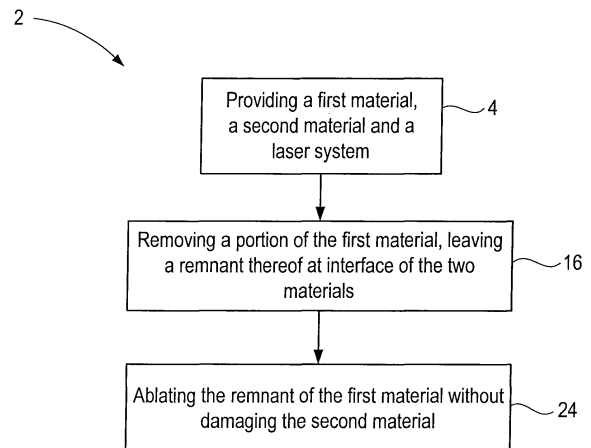 2
Providing a first material,
a second material and a
laser system
4
Removing a portion of the first material, leaving
a remnant thereof at interface of the two
materials
16
Ablating the remnant of the first material without
damaging the second material
24